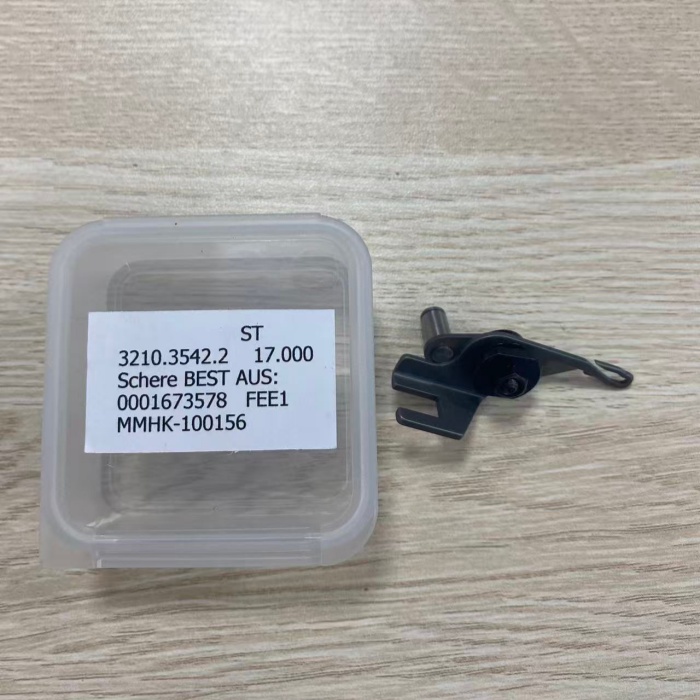 ST
3210.3542.2 17.000
Schere BEST AUS:
0001673578 FEE1
MMHK-100156